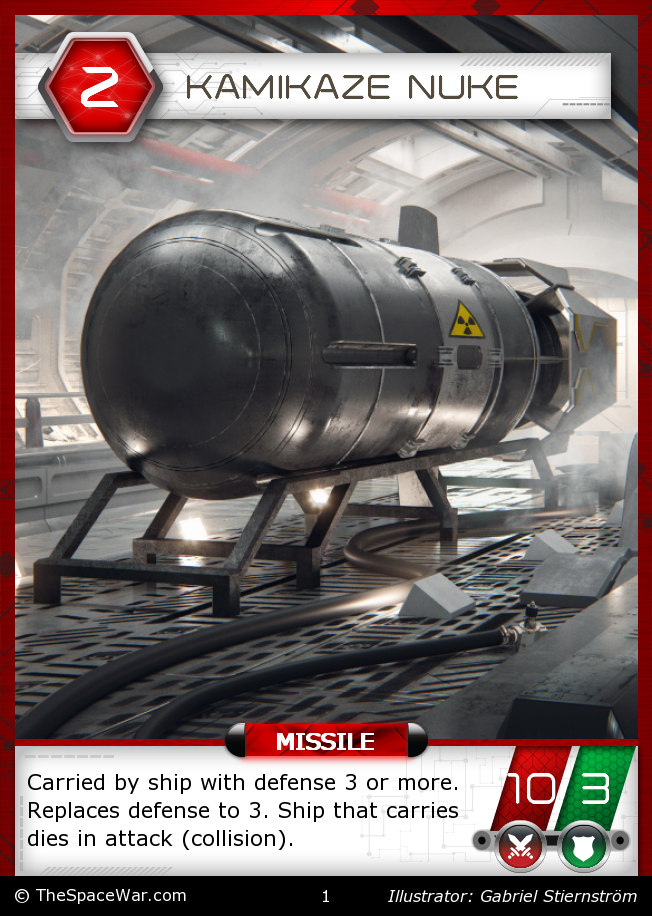 2
KAMIKAZE NUKE
MISSILE
Carried by ship with defense 3 or more.
Replaces defense to 3. Ship that carries
dies in attack (collision).
10 3
© TheSpaceWar.com 1 Illustrator: Gabriel Stiernström